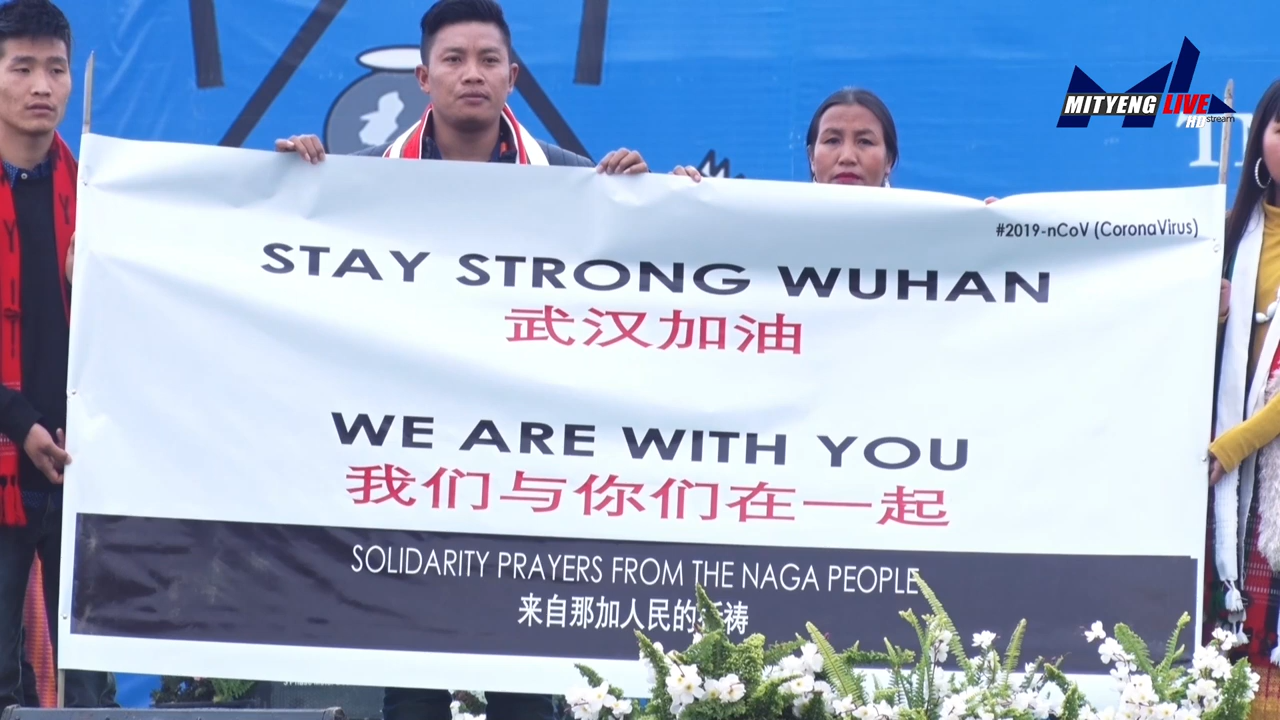 MITYENG LIVE
HD stream
#2019-nCoV (CoronaVirus)
STAY STRONG WUHAN
武汉加油
WE ARE WITH YOU
我们与你们在一起
SOLIDARITY PRAYERS FROM THE NAGA PEOPLE
来自那加人民的祈祷